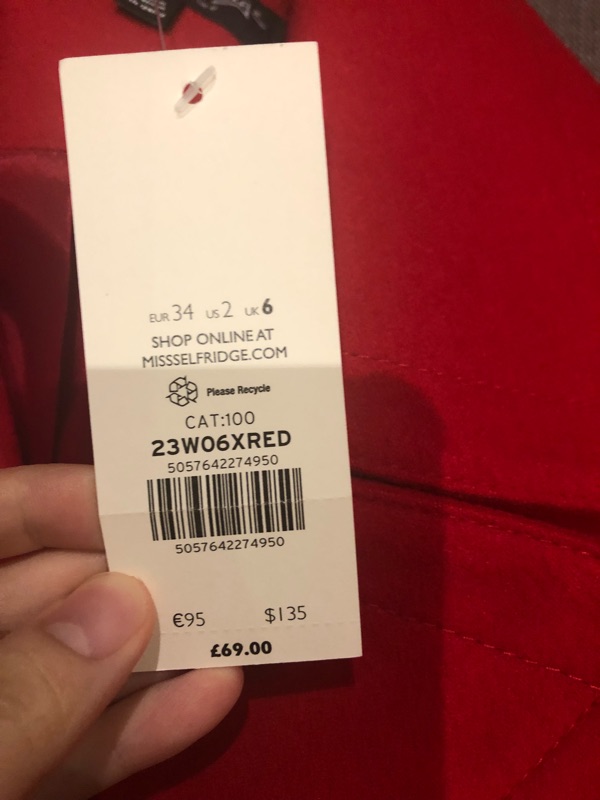 EUR 34 US 2 UK 6
SHOP ONLINE AT
MISSSELFRIDGE.COM
Please Recycle
CAT:100
23W06XRED
5057642274950
5057642274950
€95 $135
£69.00